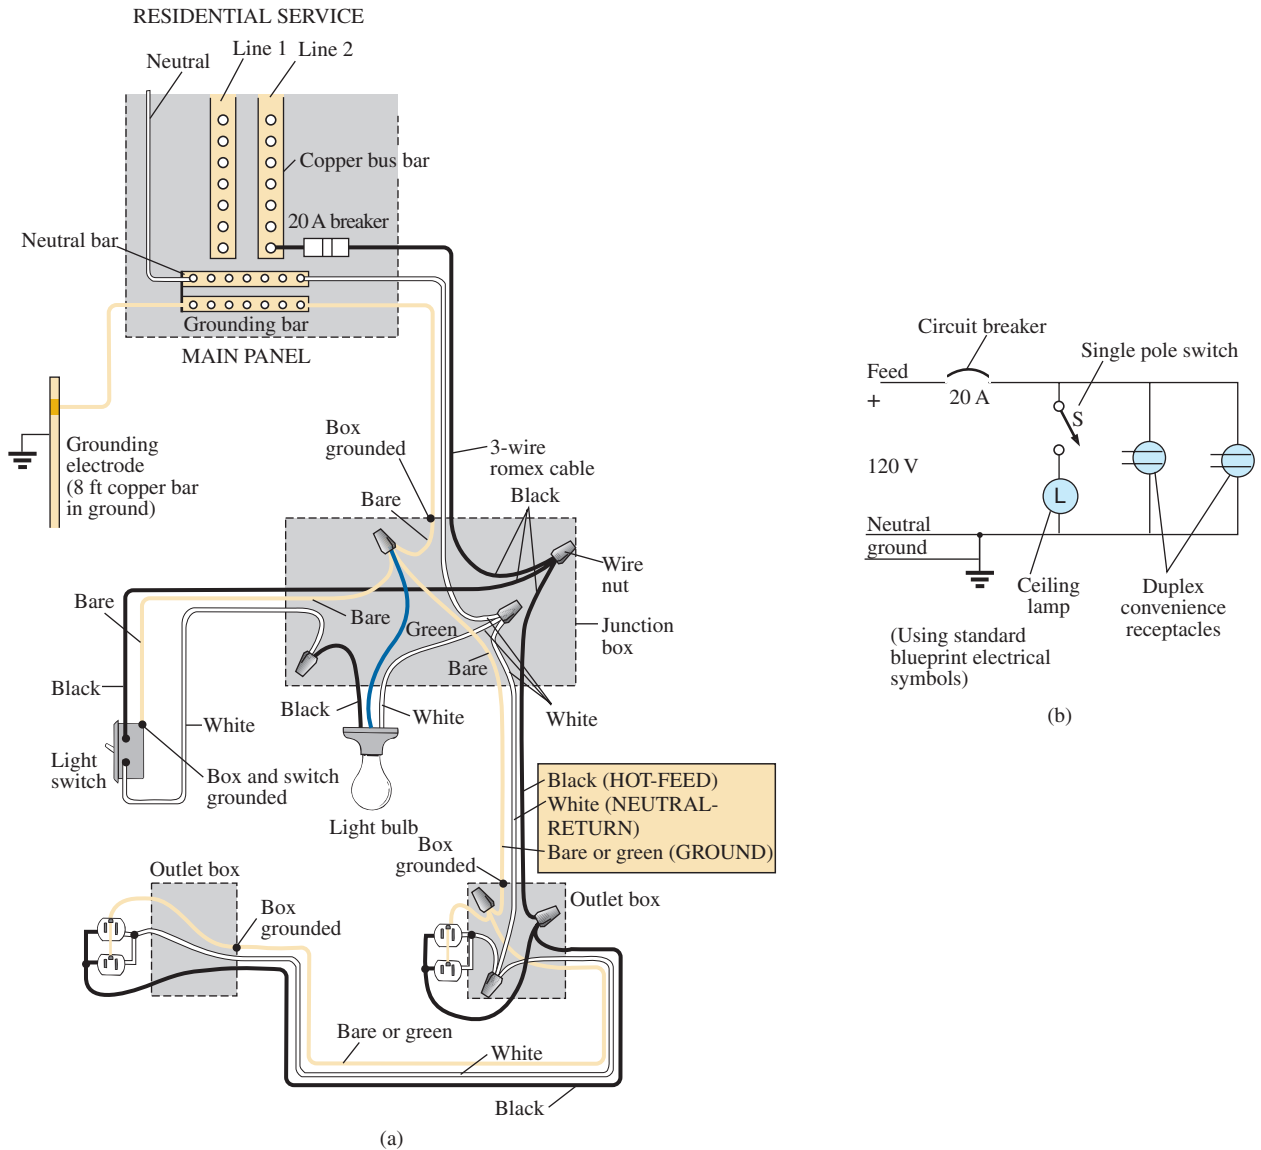 RESIDENTIAL SERVICE
Line 1
Line 2
Neutral
Copper bus bar
20 A breaker
Neutral bar
Grounding bar
MAIN PANEL
Grounding
electrode
(8 ft copper bar
in ground)
Box
grounded
3-wire
romex cable
Bare
Black
Wire
nut
Bare
Bare
Green
Junction
box
Bare
Black
Black
White
White
White
Light
switch
Box and switch
grounded
Light bulb
Black (HOT-FEED)
White (NEUTRAL-
RETURN)
Bare or green (GROUND)
Box
grounded
Outlet box
Outlet box
Box
grounded
Bare or green
White
Black
(a)
Circuit breaker
Single pole switch
Feed
+
20 A
S
120 V
L
Neutral
ground
Ceiling
lamp
Duplex
convenience
receptacles
(Using standard
blueprint electrical
symbols)
(b)